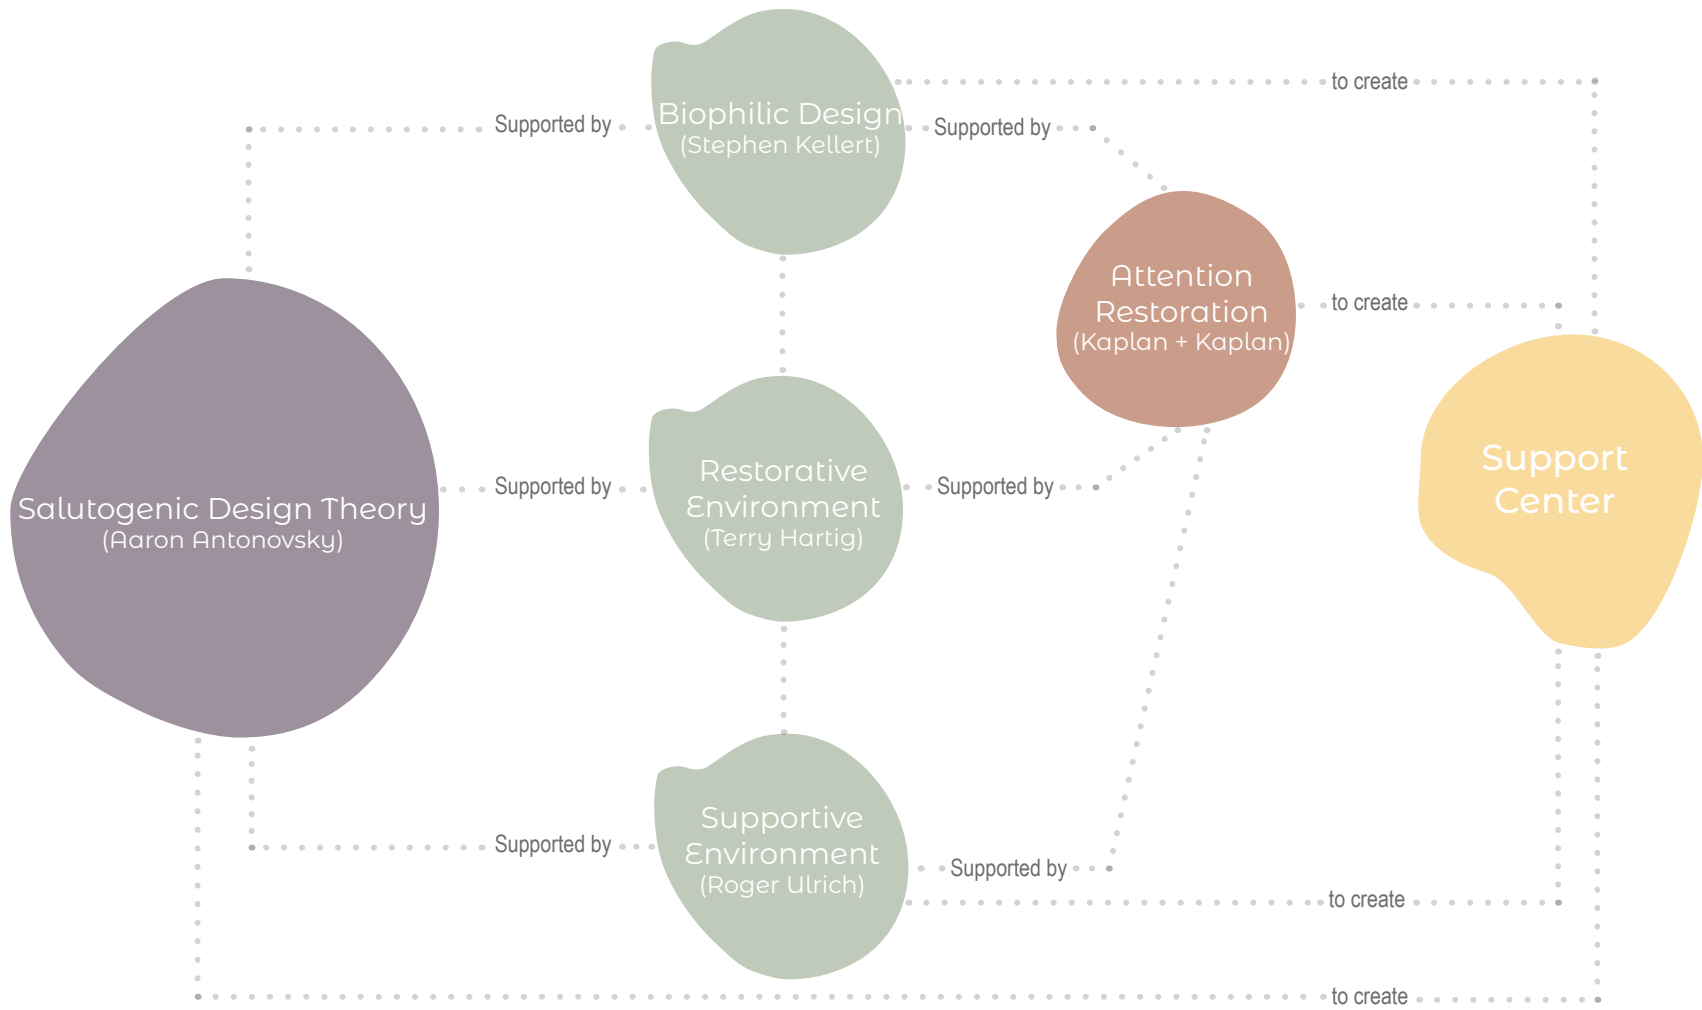 to create
Supported by
Biophilic Design
(Stephen Kellert)
Supported by
Attention
Restoration
(Kaplan + Kaplan)
to create
Support
Center
Salutogenic Design Theory
(Aaron Antonovsky)
Supported by
Restorative
Environment
(Terry Hartig)
Supported by
Supported by
Supportive
Environment
(Roger Ulrich)
Supported by
to create
to create